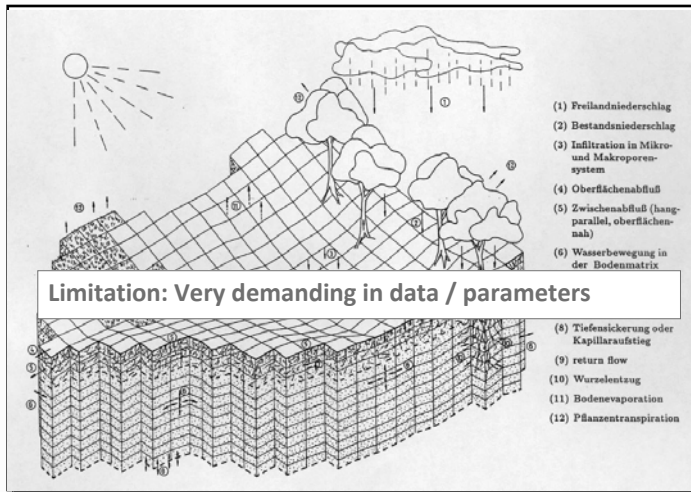 (1) Freilandniederschlag
(2) Bestandsniederschlag
(3) Infiltration in Mikro-
und Makroporen-
system
(4) Oberflächenabfluß
(5) Zwischenabfluß (hang-
parallel, oberflächen-
nah)
(6) Wasserbewegung in
der Bodenmatrix
Limitation: Very demanding in data / parameters
(8) Tiefensickerung oder
Kapillaraufstieg
(9) return flow
(10) Wurzelentzug
(11) Bodenevaporation
(12) Pflanzentranspiration